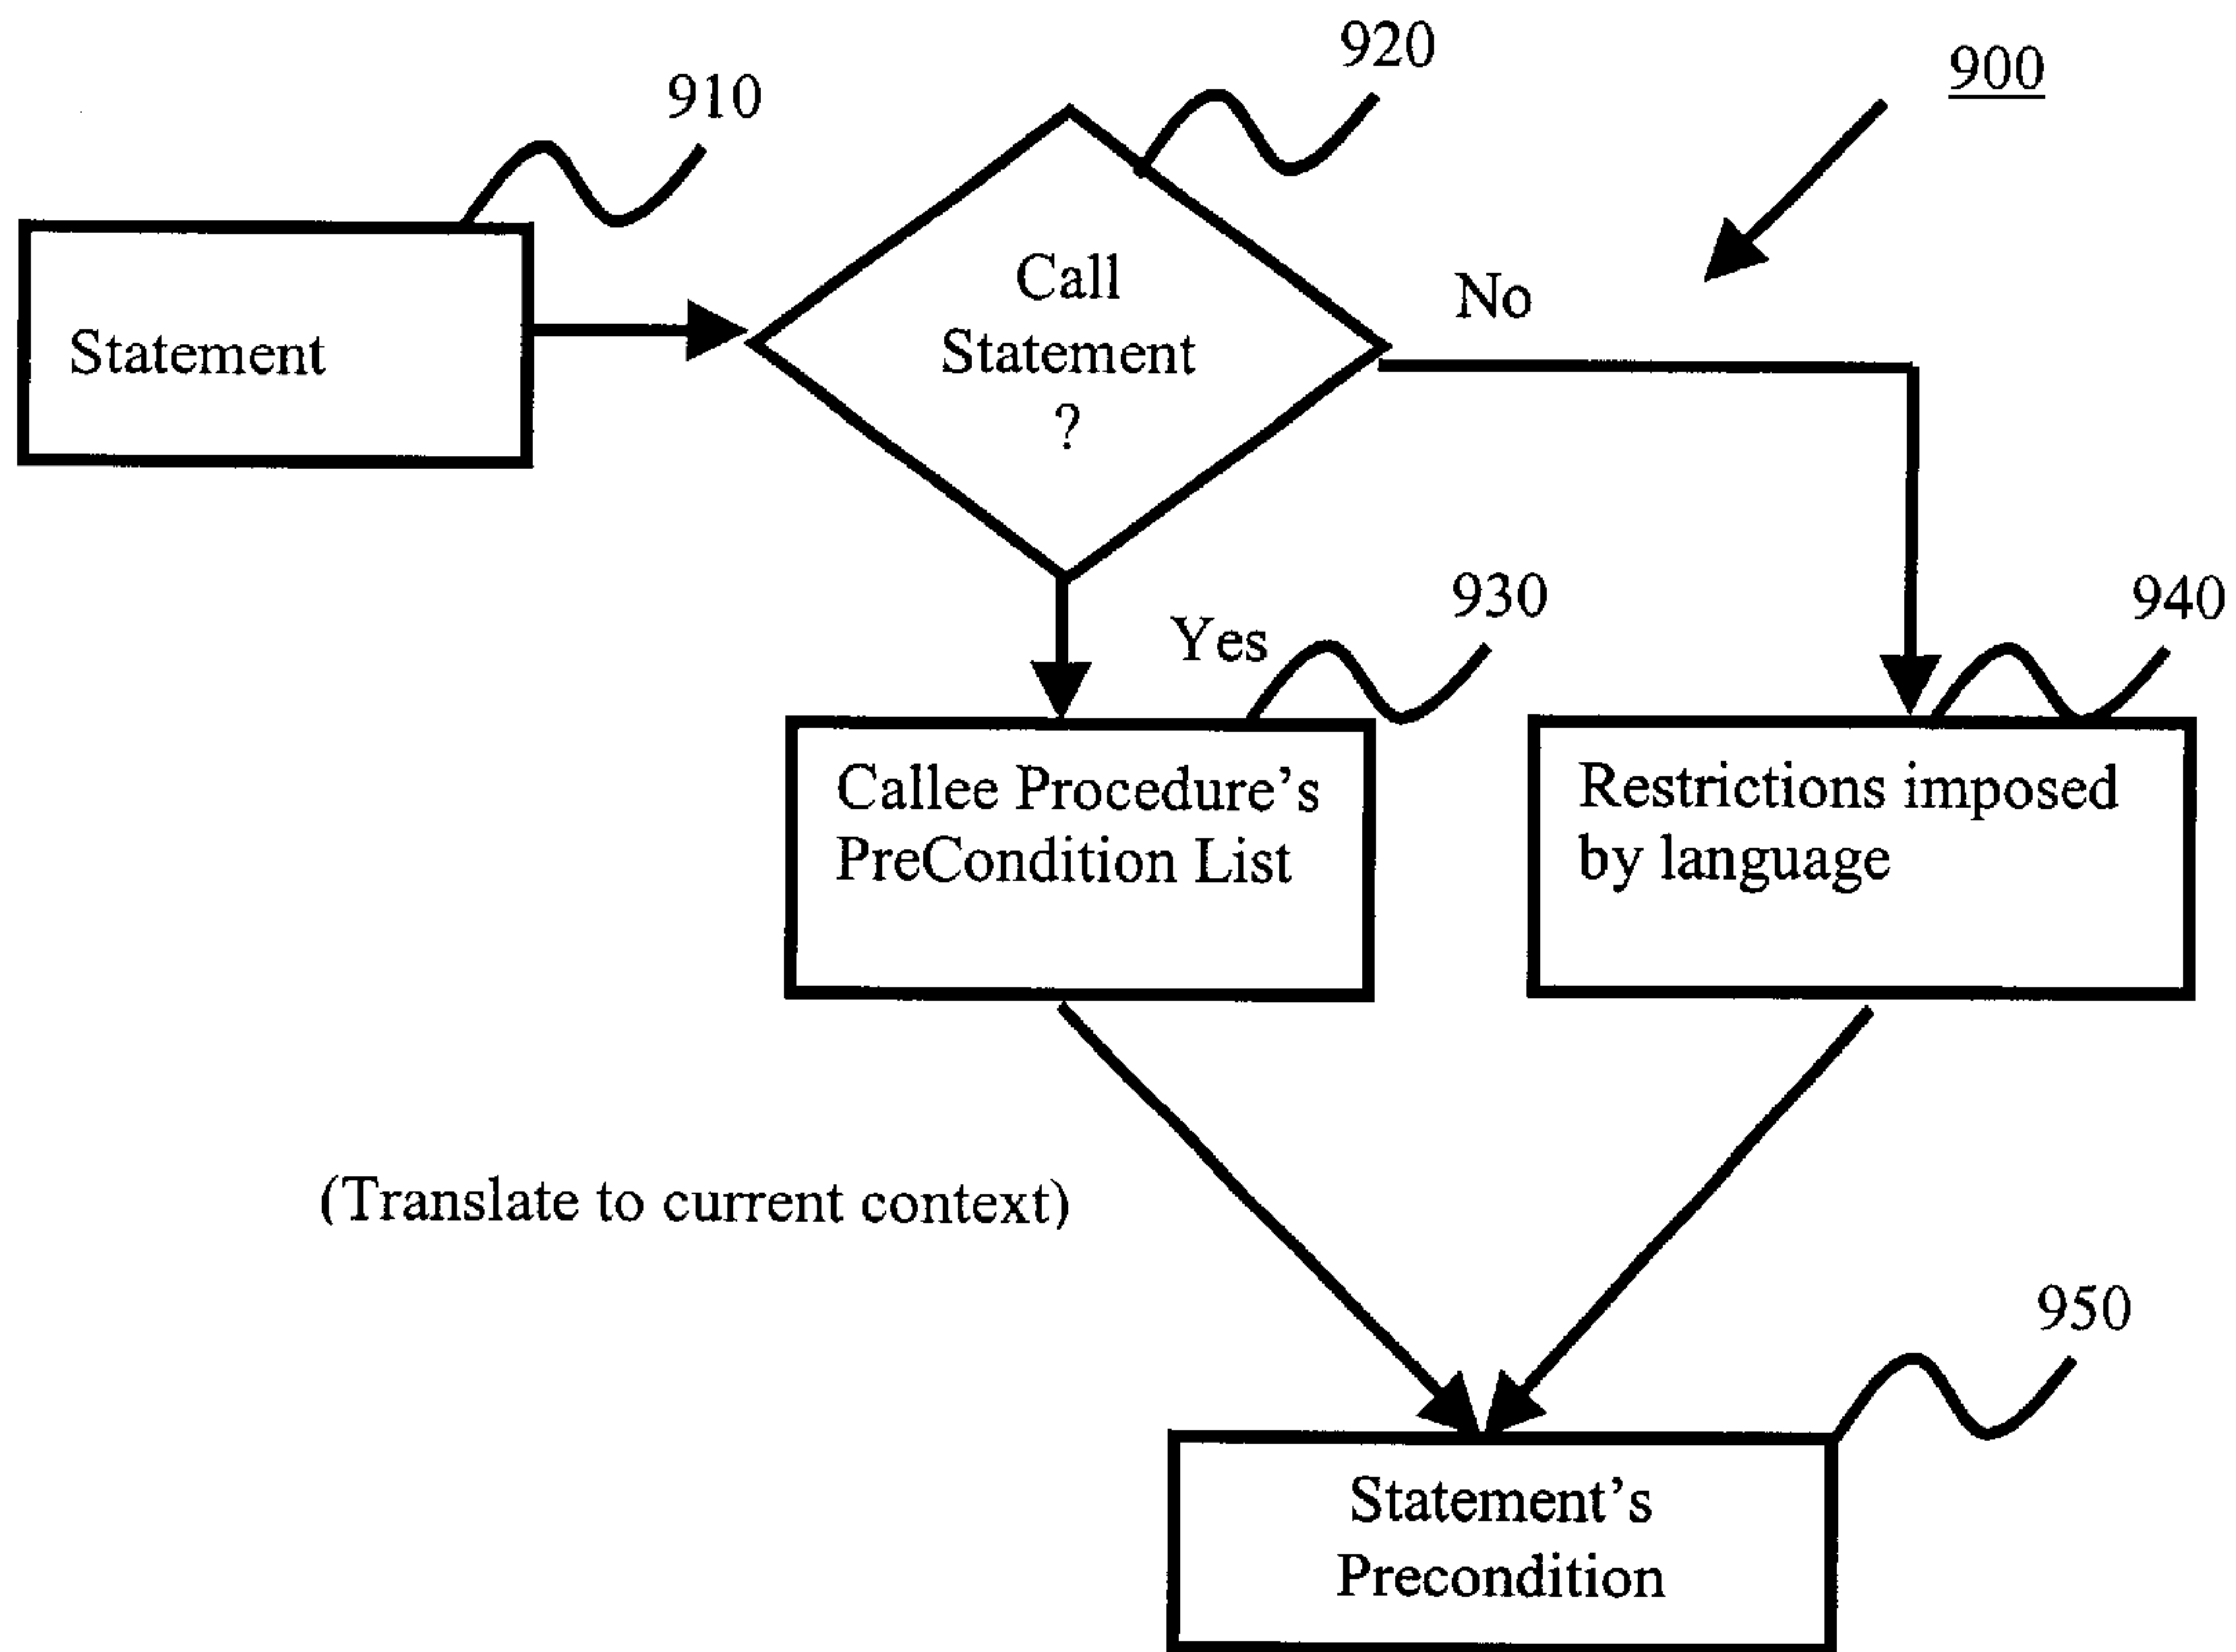 920
900
910
Call
Statement
?
No
Statement
930
940
Yes
Callee Procedure’s
PreCondition List
Restrictions imposed
by language
(Translate to current context)
950
Statement’s
Precondition